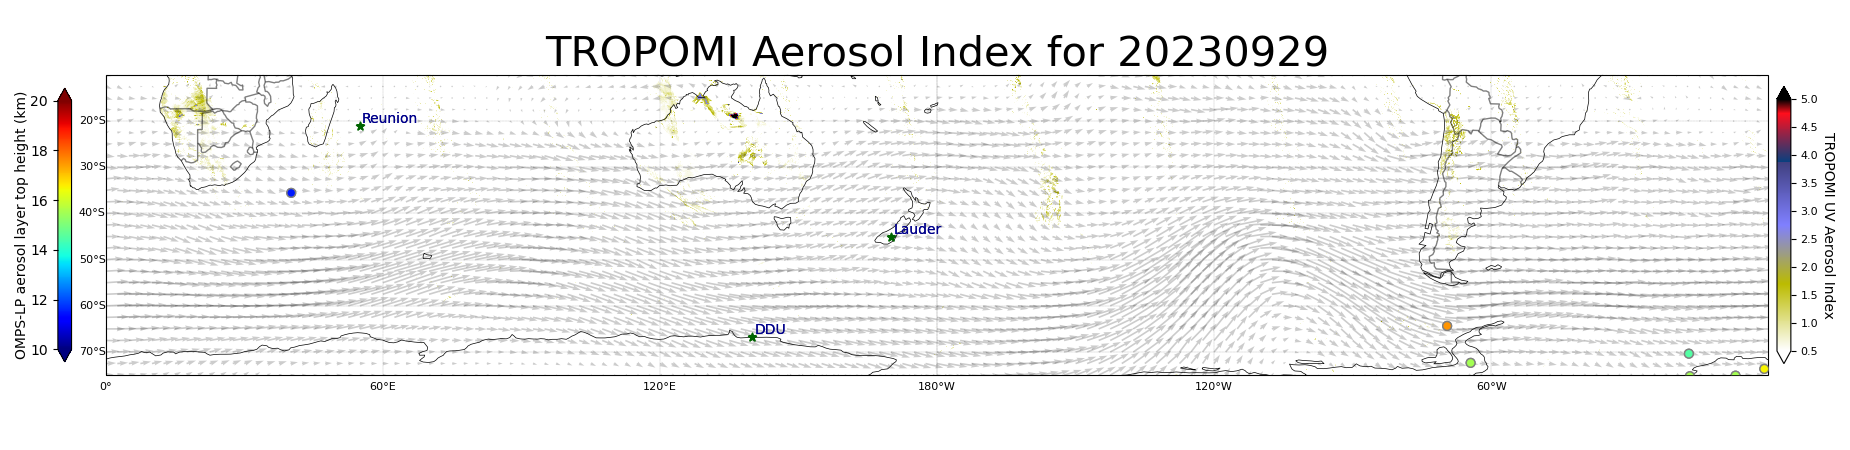 TROPOMI Aerosol Index for 20230929
OMPS-LP aerosol layer top height (km)
20
18
16
14
12
10
20°S
30°S
40°S
50°S
60°S
70°S
Reunion
Lauder
DDU
0°
60°E
120°E
180°W
120°W
60°W
5.0
4.5
4.0
3.5
3.0
2.5
2.0
1.5
1.0
0.5
TROPOMI UV Aerosol Index